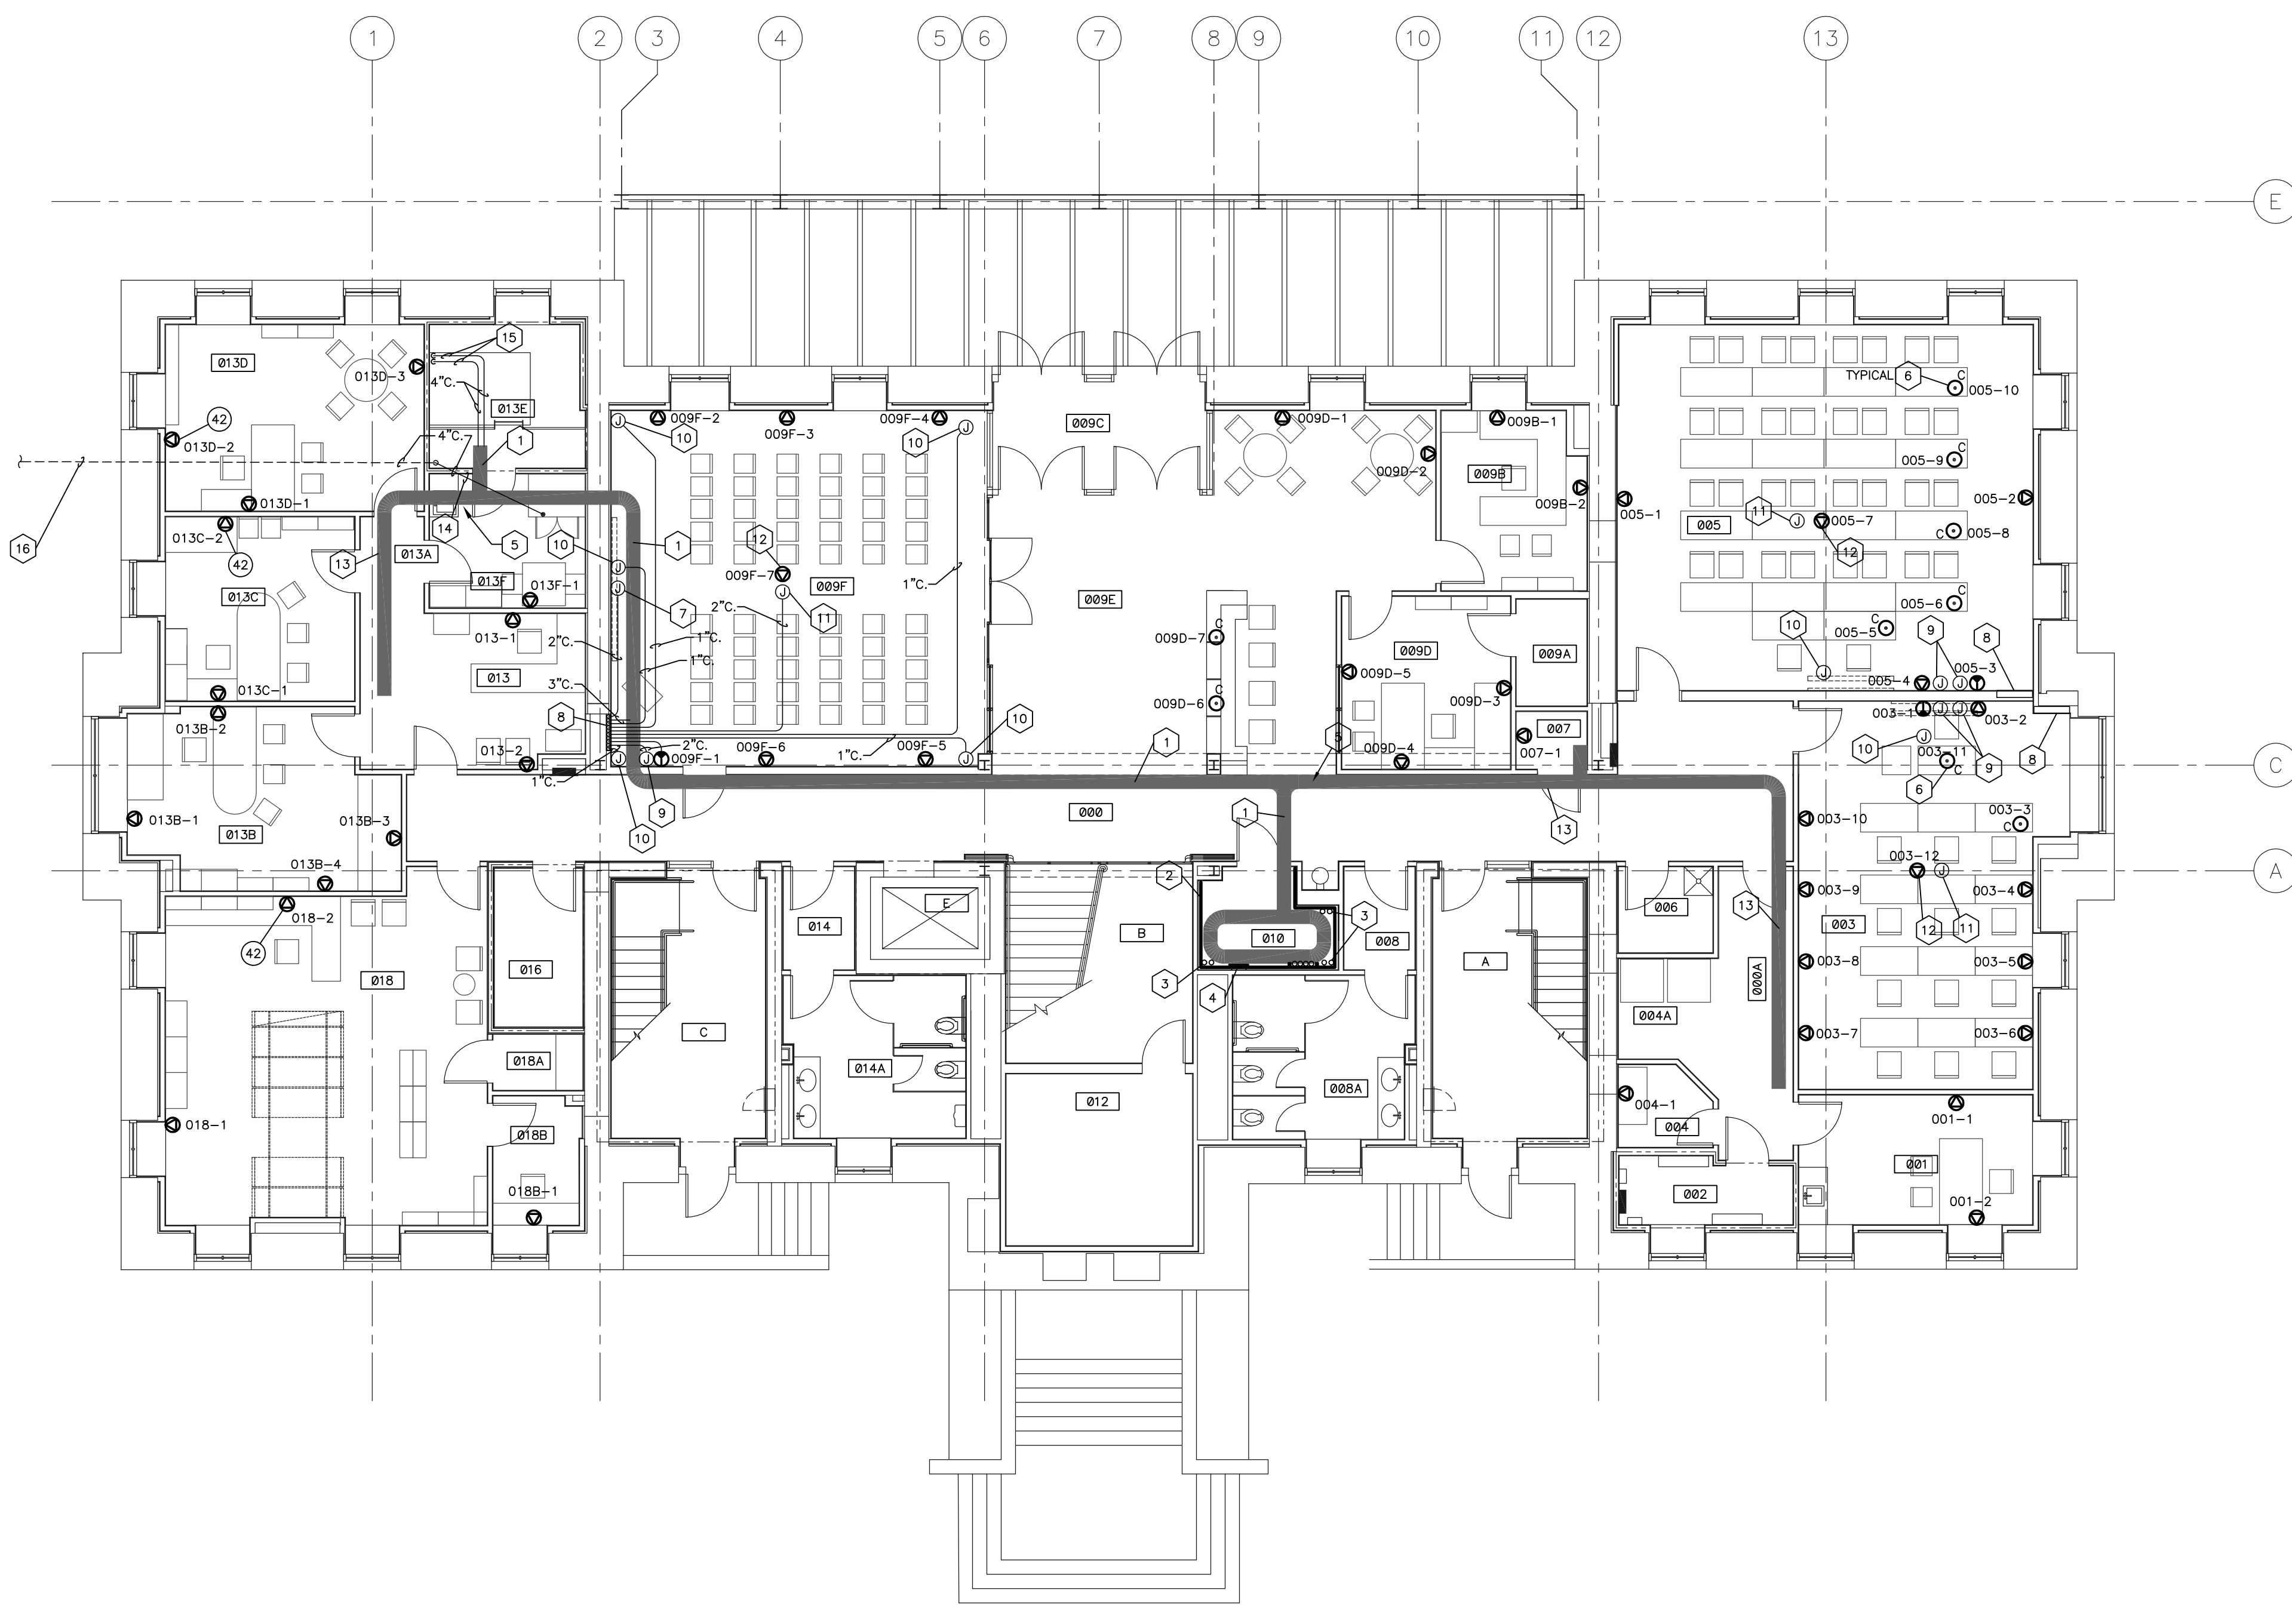 1 2 3 4 5 6 7 8 9 10 11 12 13
E
013D
013D-3
15
4"C.
013E
42
013D-2
4"C.
1
013D-1
16
14
5
013C-2
42
13
013A
013F
013F-1
013C
013-1
2"C.
013
3"C.
8
013C-1
013B-2
013-2
1"C.
013B-1
013B
013B-3
013B-4
J
009F-2
10
009F-3
009F-4
10
J
10
J
J
1
12
009F-7
J
009F
1"C.
2"C.
11
7
1"C.
1"C.
J
J
2"C.
009F-1
009F-6
1"C.
009F-5
J
10
9
10
009C
009E
009D-1
009D-2
009B-1
009B
009B-2
C
009D-7
C
009D-6
009D
009D-5
009D-3
009D-4
009A
007
007-1
5
1
TYPICAL
6
C
005-10
C
005-9
005-1
005
11
J
005-7
12
005-2
C
005-8
C
005-6
C
005-5
10
J
9
8
005-3
005-4
J
J
003-1
J
J
003-2
10
J
003-11
C
6
9
8
C
003-3
C
003-10
003-12
J
003-9
003
003-4
12
11
003-8
003-5
003-7
003-6
A
000
1
13
13
000A
42
018-2
018
016
018A
018B
018B-1
018-1
C
014
E
014A
B
012
2
010
3
3
4
008
008A
A
006
004A
004-1
004
002
001-1
001
001-2